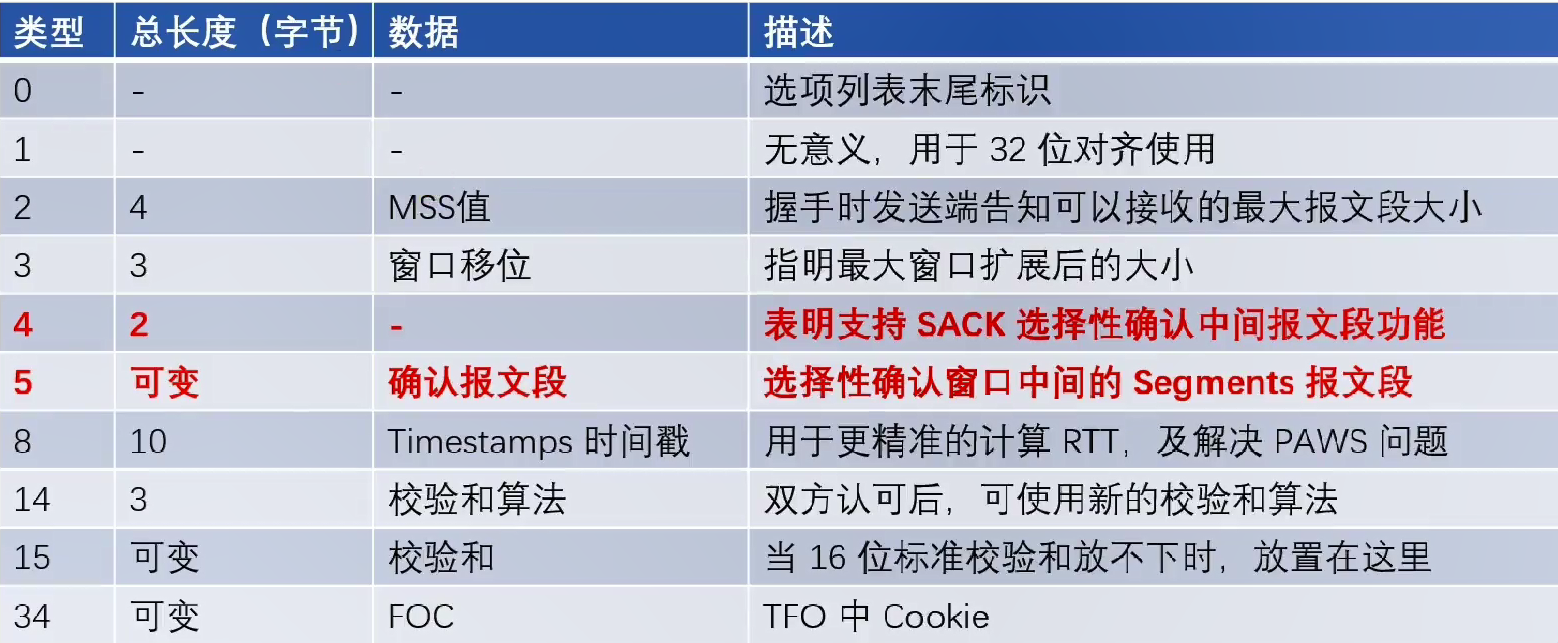 类型 总长度（字节） 数据 描述
0 - - 选项列表末尾标识
1 - - 无意义，用于 32 位对齐使用
2 4 MSS值 握手时发送端告知可以接收的最大报文段大小
3 3 窗口移位 指明最大窗口扩展后的大小
4 2 - 表明支持 SACK 选择性确认中间报文段功能
5 可变 确认报文段 选择性确认窗口中间的 Segments 报文段
8 10 Timestamps 时间戳 用于更精准的计算 RTT，及解决 PAWS 问题
14 3 校验和算法 双方认可后，可使用新的校验和算法
15 可变 校验和 当 16 位标准校验和放不下时，放置在这里
34 可变 FOC TFO 中 Cookie